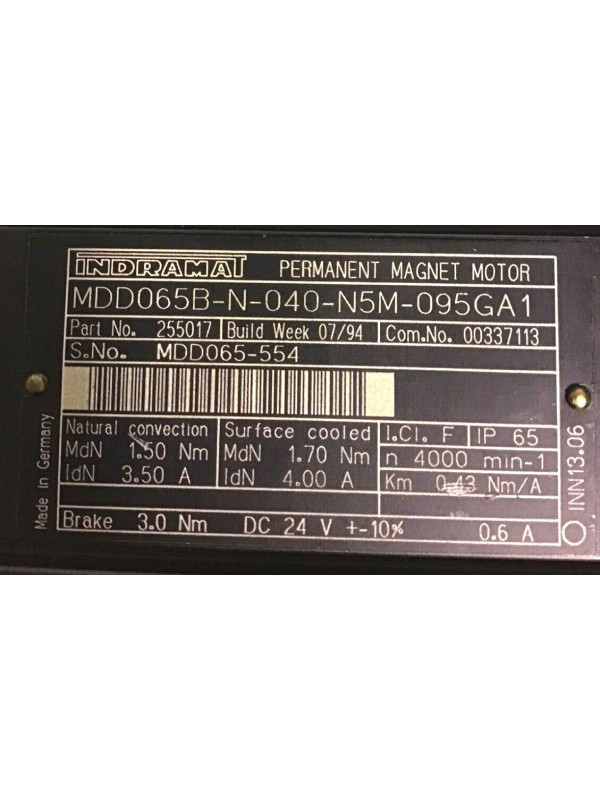 INDRAMAT PERMANENT MAGNET MOTOR
MDD065B-N-040-N5M-095GA1
Part No. 255017 Build Week 07/94 Com.No. 00337113
S.No. MDD065-554
Natural convection Surface cooled I.Cl. F IP 65
MdN 1.50 Nm MdN 1.70 Nm n 4000 min-1
IdN 3.50 A IdN 4.00 A Km 0.43 Nm/A
Brake 3.0 Nm DC 24 V +-10% 0.6 A
Made in Germany
INN13.06